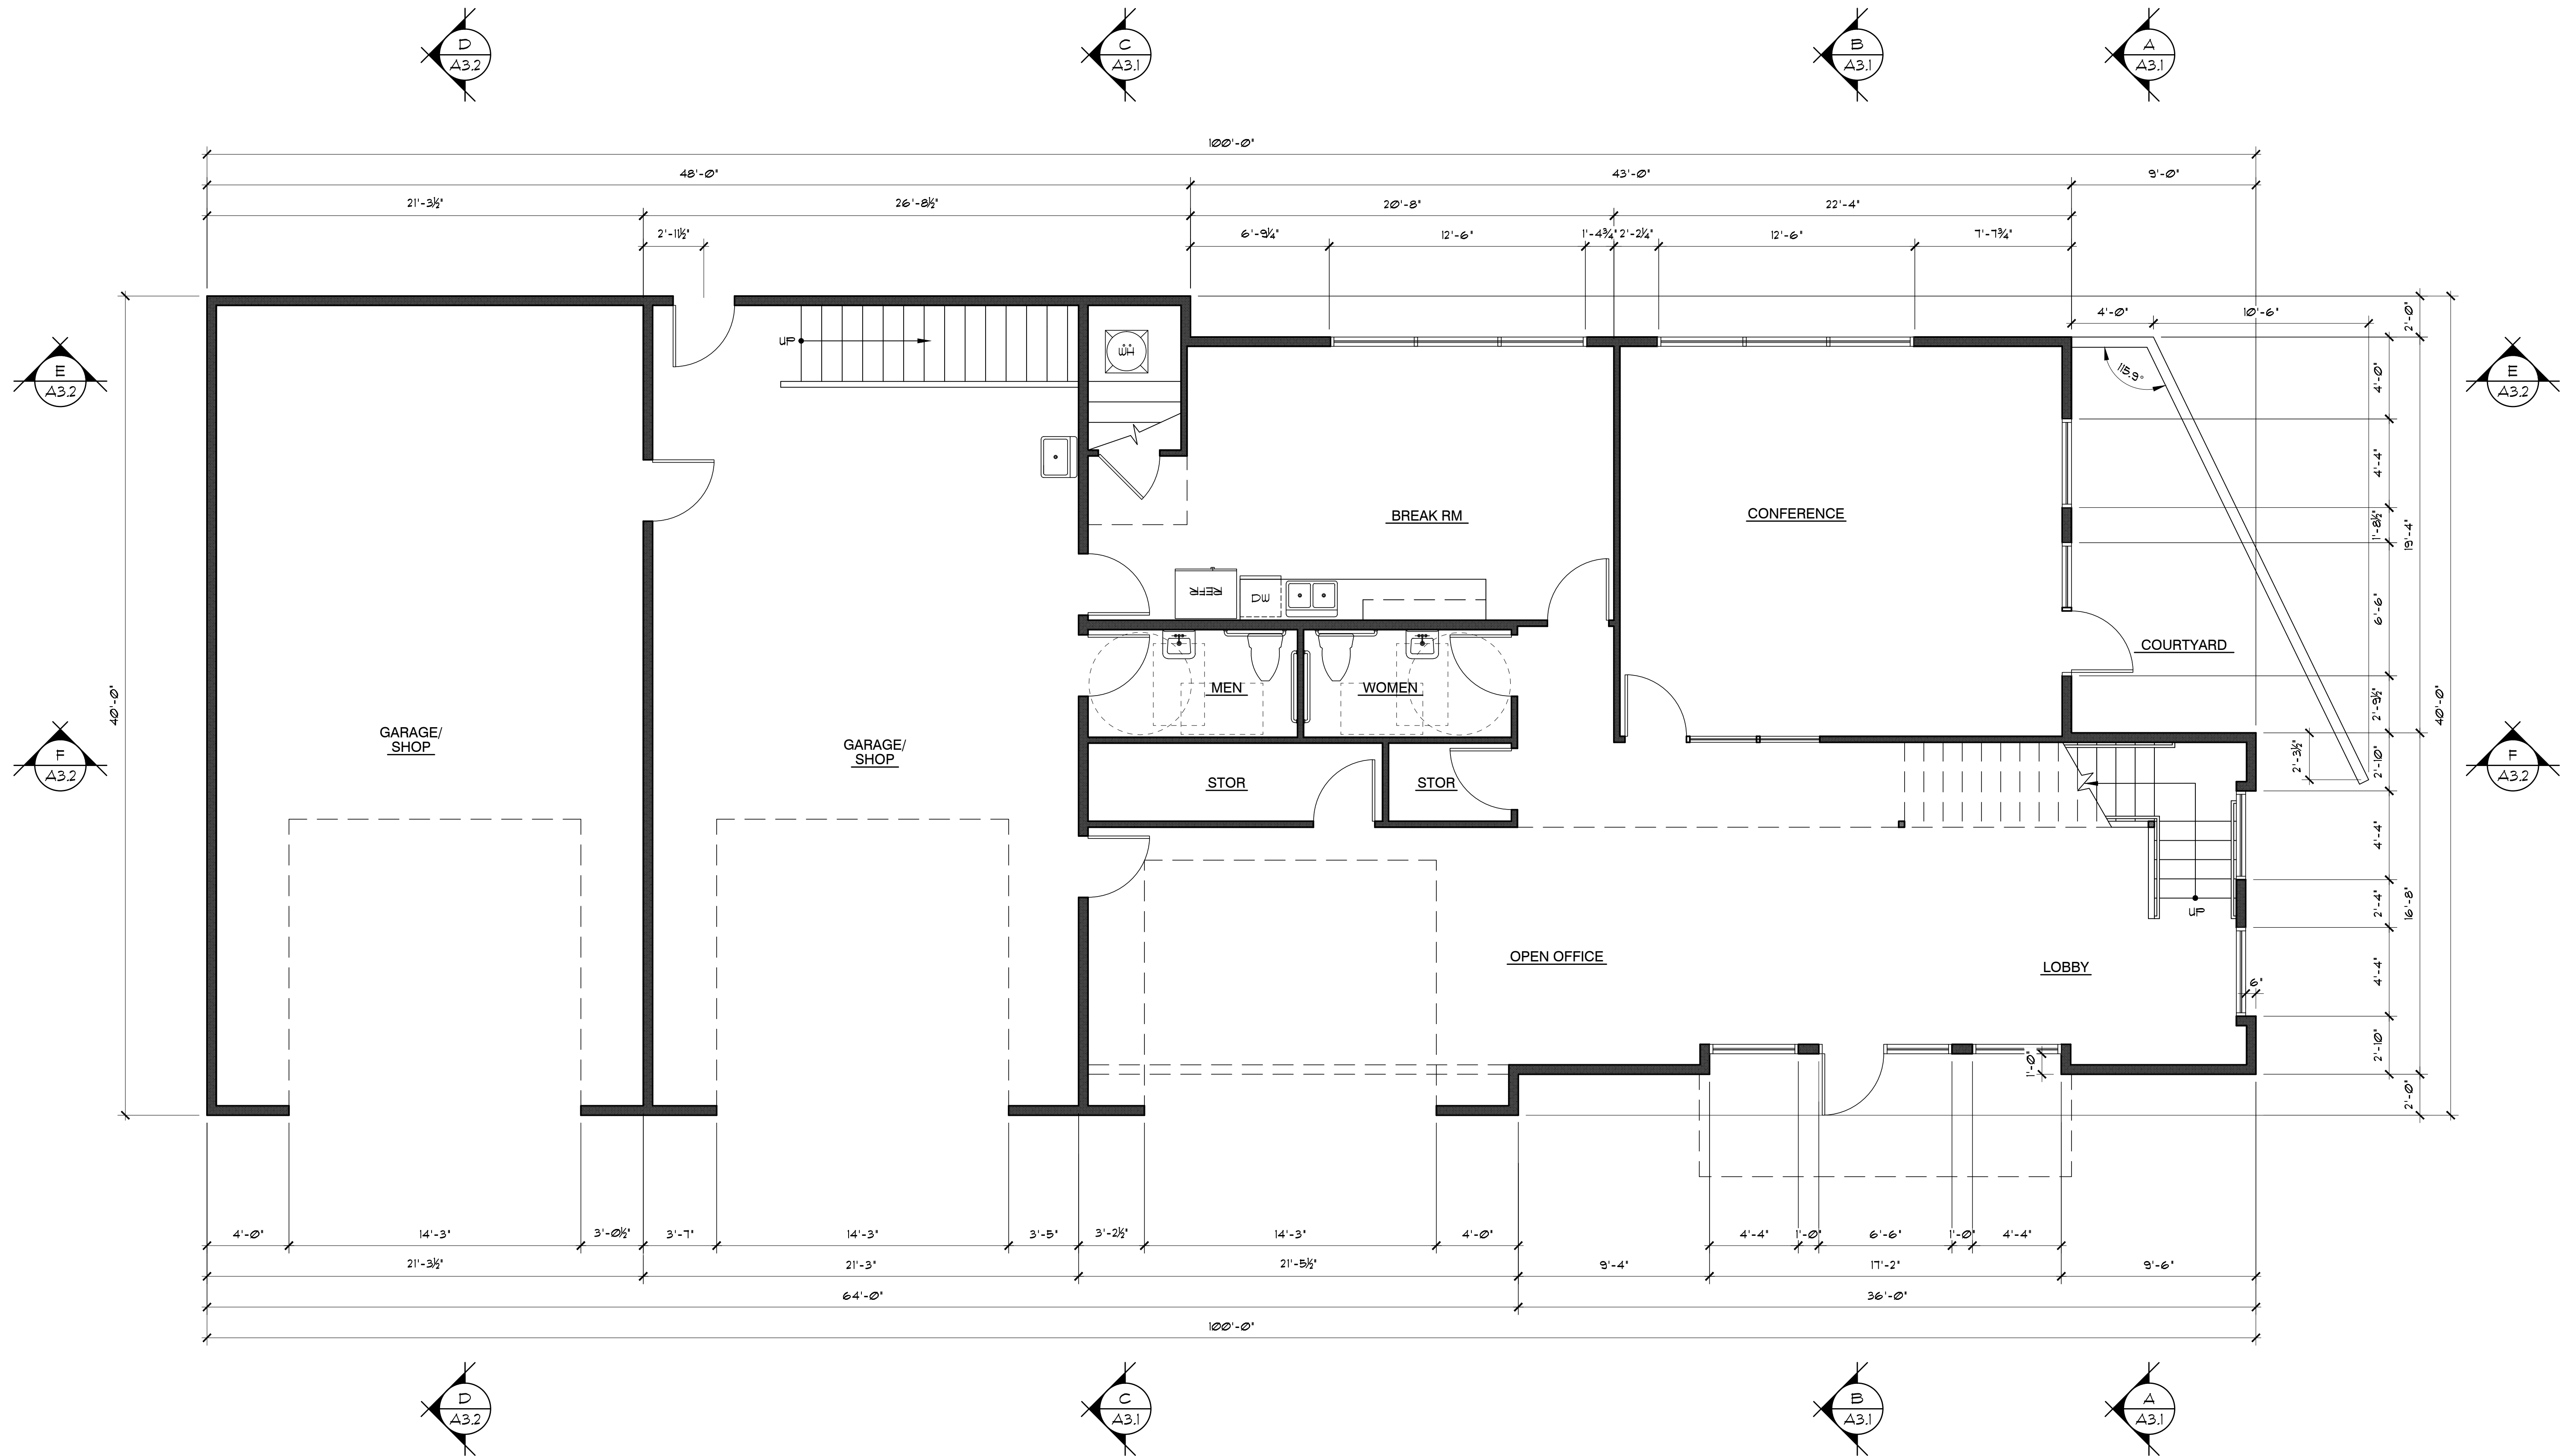 D
A3.2
C
A3.1
B
A3.1
A
A3.1
100'-0"
48'-0"
43'-0"
9'-0"
21'-3½"
26'-8½"
20'-8"
22'-4"
2'-11½"
6'-9¼"
12'-6"
1'-4¾"
2'-2¼"
12'-6"
7'-7¾"
4'-0"
10'-6"
2'-0"
UP
WH
E
A3.2
E
A3.2
115.9°
4'-0"
4'-4"
1'-8½"
19'-4"
BREAK RM
CONFERENCE
REFR
DW
6'-6"
COURTYARD
MEN
WOMEN
40'-0"
2'-9½"
40'-0"
GARAGE/
SHOP
GARAGE/
SHOP
F
A3.2
F
A3.2
2'-3½"
2'-10"
STOR
STOR
4'-4"
UP
2'-4"
16'-8"
OPEN OFFICE
LOBBY
4'-4"
6"
1'-0"
2'-10"
2'-0"
4'-0"
14'-3"
3'-0½"
3'-7"
14'-3"
3'-5"
3'-2½"
14'-3"
4'-0"
4'-4"
1'-0"
6'-6"
1'-0"
4'-4"
21'-3½"
21'-3"
21'-5½"
9'-4"
17'-2"
9'-6"
64'-0"
36'-0"
100'-0"
D
A3.2
C
A3.1
B
A3.1
A
A3.1